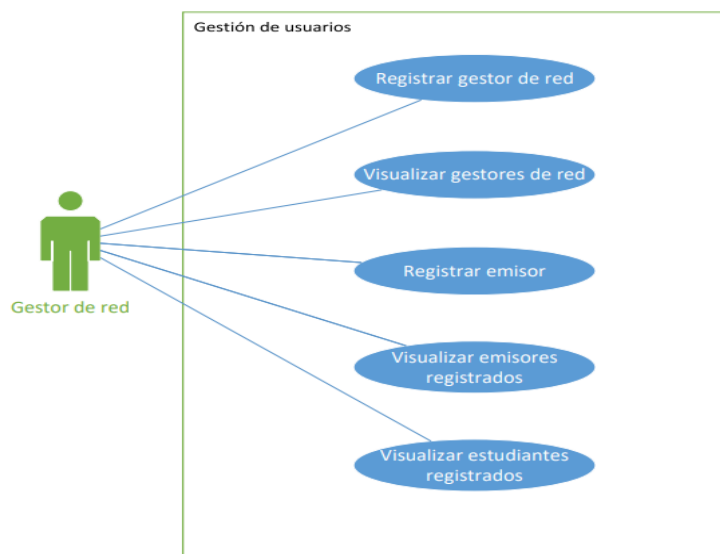 Gestión de usuarios
Registrar gestor de red
Visualizar gestores de red
Registrar emisor
Gestor de red
Visualizar emisores
registrados
Visualizar estudiantes
registrados